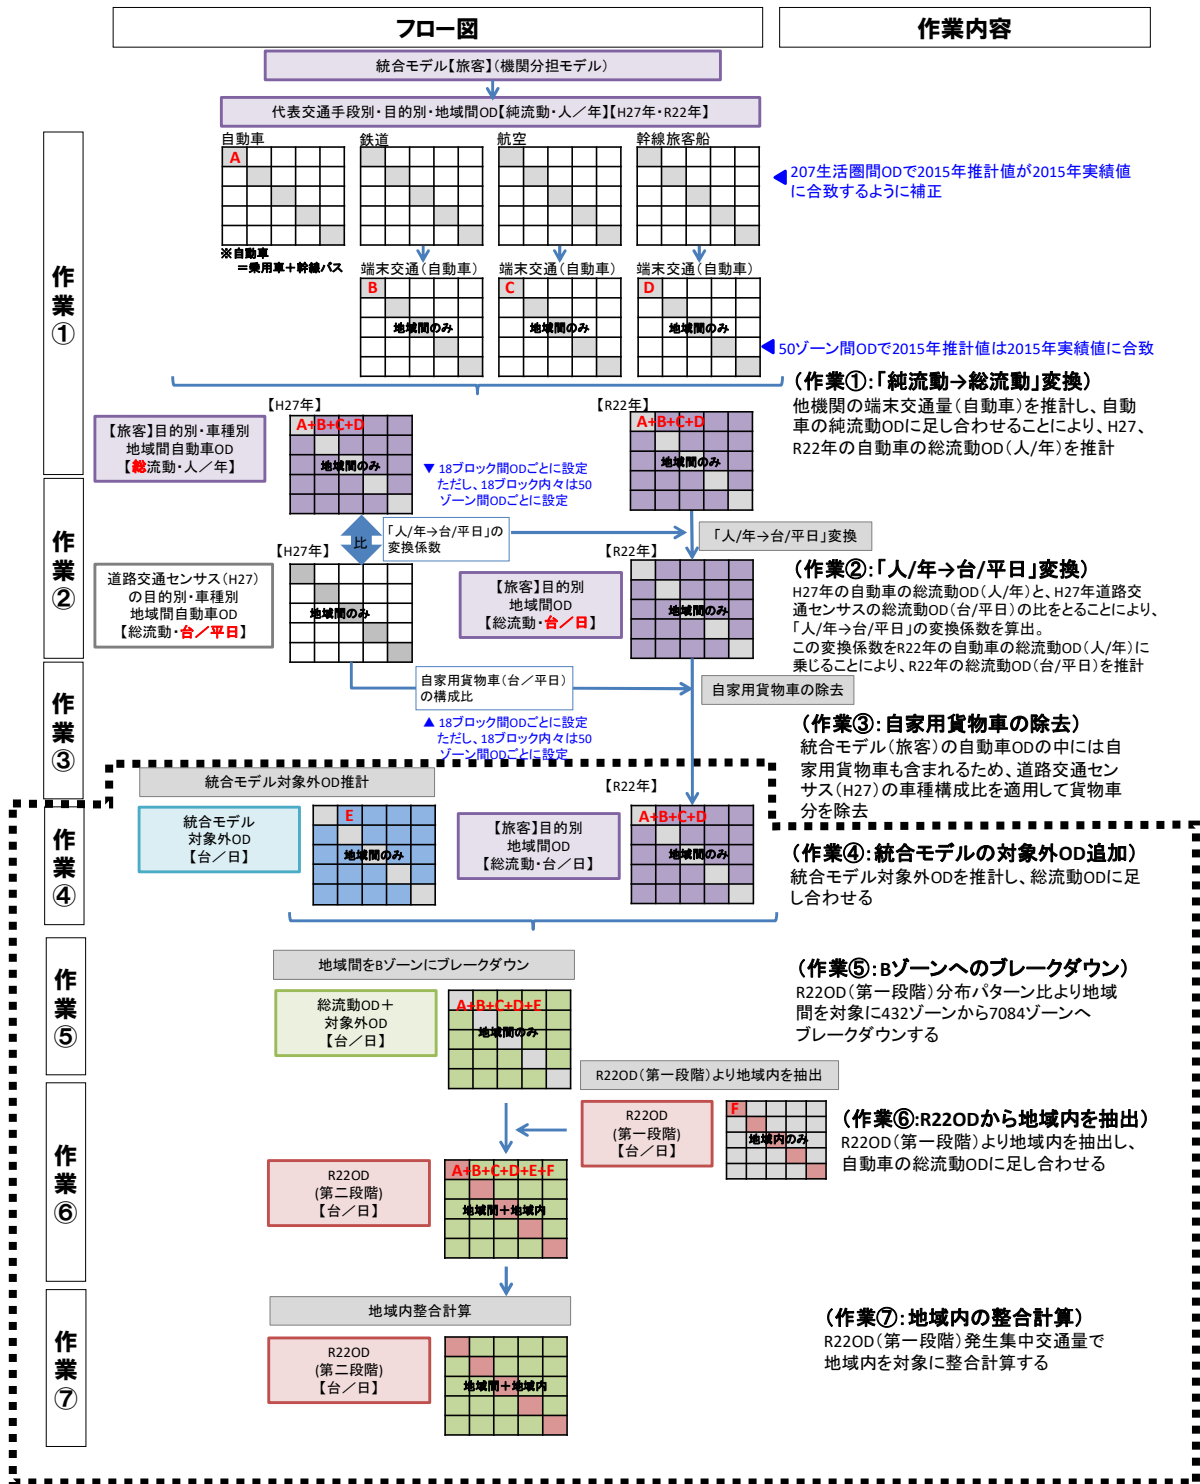 フロー図
作業内容
統合モデル【旅客】(機関分担モデル)
代表交通手段別・目的別・地域間OD【純流動・人／年】【H27年・R22年】
作業①
自動車
鉄道
航空
幹線旅客船
A
207生活圏間ODで2015年推計値が2015年実績値
に合致するように補正
※自動車
＝乗用車＋幹線バス
端末交通(自動車)
端末交通(自動車)
端末交通(自動車)
B
C
D
地域間のみ
地域間のみ
地域間のみ
50ゾーン間ODで2015年推計値は2015年実績値に合致
(作業①:「純流動→総流動」変換)
他機関の端末交通量(自動車)を推計し、自動
車の純流動ODに足し合わせることにより、H27、
R22年の自動車の総流動OD(人/年)を推計
【H27年】
【R22年】
【旅客】目的別・車種別
地域間自動車OD
【総流動・人／年】
A+B+C+D
地域間のみ
A+B+C+D
▼ 18ブロック間ODごとに設定
ただし、18ブロック内々は50
ゾーン間ODごとに設定
作業②
比
「人/年→台/平日」の
変換係数
「人/年→台/平日」変換
【H27年】
【R22年】
道路交通センサス(H27)
の目的別・車種別
地域間自動車OD
【総流動・台／平日】
地域間のみ
【旅客】目的別
地域間OD
【総流動・台／日】
(作業②:「人/年→台/平日」変換)
H27年の自動車の総流動OD(人/年)と、H27年道路交
通センサスの総流動OD(台/平日)の比をとることにより、
「人/年→台/平日」の変換係数を算出。
この変換係数をR22年の自動車の総流動OD(人/年)に
乗じることにより、R22年の総流動OD(台/平日)を推計
作業③
自家用貨物車(台／平日)
の構成比
自家用貨物車の除去
▲ 18ブロック間ODごとに設定
ただし、18ブロック内々は50
ゾーン間ODごとに設定
(作業③:自家用貨物車の除去)
統合モデル(旅客)の自動車ODの中には自
家用貨物車も含まれるため、道路交通セン
サス(H27)の車種構成比を適用して貨物車
分を除去
統合モデル対象外OD推計
【R22年】
作業④
統合モデル
対象外OD
【台／日】
E
地域間のみ
【旅客】目的別
地域間OD
【総流動・台／日】
A+B+C+D
地域間のみ
(作業④:統合モデルの対象外OD追加)
統合モデル対象外ODを推計し、総流動ODに足
し合わせる
作業⑤
地域間をBゾーンにブレークダウン
総流動OD＋
対象外OD
【台／日】
A+B+C+D+E
地域間のみ
(作業⑤:Bゾーンへのブレークダウン)
R22OD(第一段階)分布パターン比より地域
間を対象に432ゾーンから7084ゾーンへ
ブレークダウンする
R22OD(第一段階)より地域内を抽出
作業⑥
R22OD
(第一段階)
【台／日】
F
地域内のみ
(作業⑥:R22ODから地域内を抽出)
R22OD(第一段階)より地域内を抽出し、
自動車の総流動ODに足し合わせる
R22OD
(第二段階)
【台／日】
A+B+C+D+E+F
地域間＋地域内
作業⑦
地域内整合計算
R22OD
(第二段階)
【台／日】
地域間＋地域内
(作業⑦:地域内の整合計算)
R22OD(第一段階)発生集中交通量で
地域内を対象に整合計算する